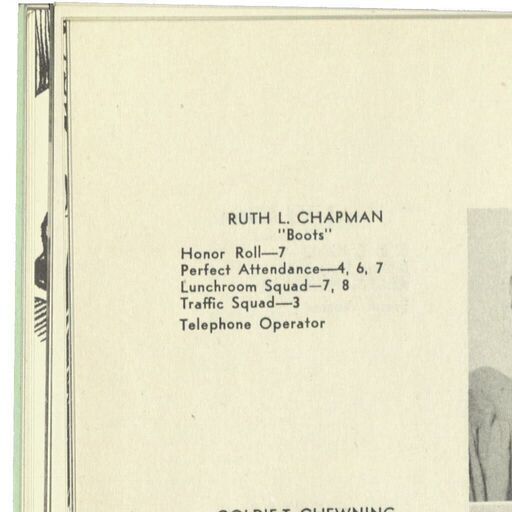 RUTH L. CHAPMAN
"Boots"
Honor Roll—7
Perfect Attendance—4, 6, 7
Lunchroom Squad—7, 8
Traffic Squad—3
Telephone Operator
GOLDIE T. CHEWNING